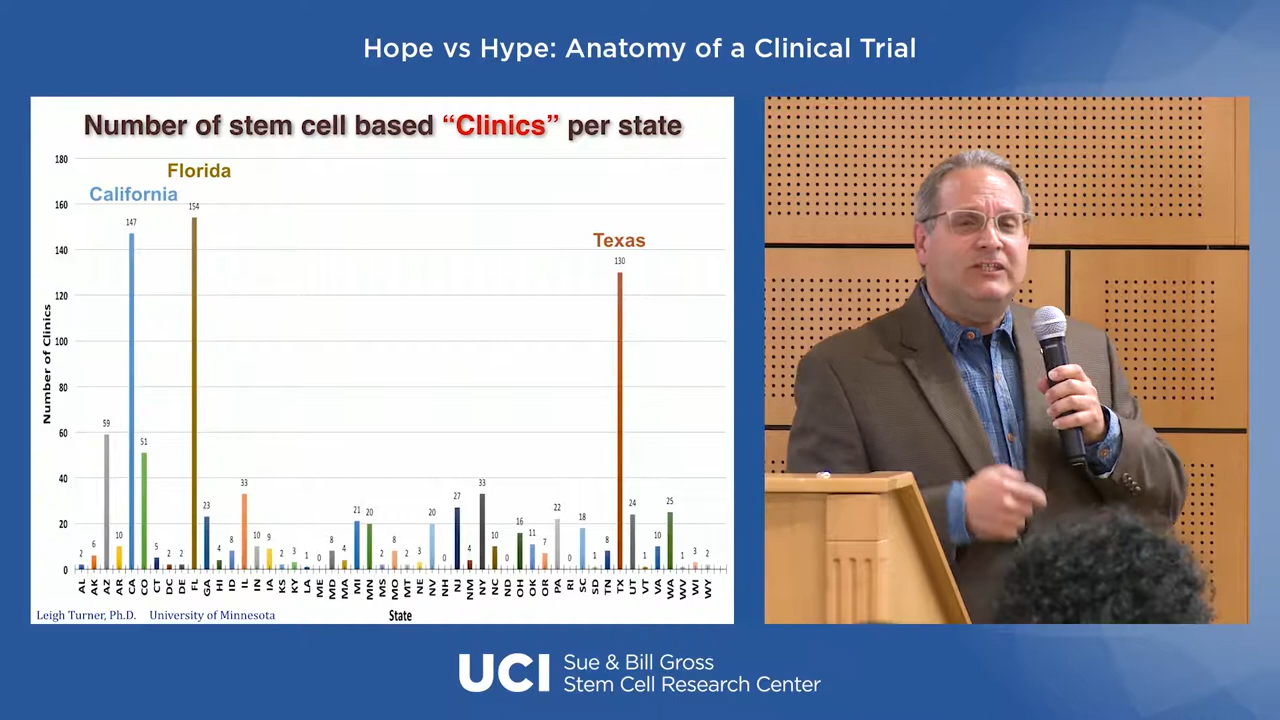 Hope vs Hype: Anatomy of a Clinical Trial
Number of stem cell based “Clinics” per state
180
160
140
120
100
80
60
40
20
0
Number of Clinics
California
Florida
Texas
2 6 59 10 147 51 5 2 2 154 23 4 8 33 10 9 2 3 1 0 8 4 21 20 2 8 2 3 20 0 27 4 33 10 0 16 11 7 22 0 18 1 8 130 24 1 10 25 1 3 2
AL AK AZ AR CA CO CT DC DE FL GA HI ID IL IN IA KS KY LA ME MD MA MI MN MS MO MT NE NV NH NJ NM NY NC ND OH OK OR PA RI SC SD TN TX UT VT VA WA WV WI WY
State
Leigh Turner, Ph.D. University of Minnesota
UCI Sue & Bill Gross
Stem Cell Research Center